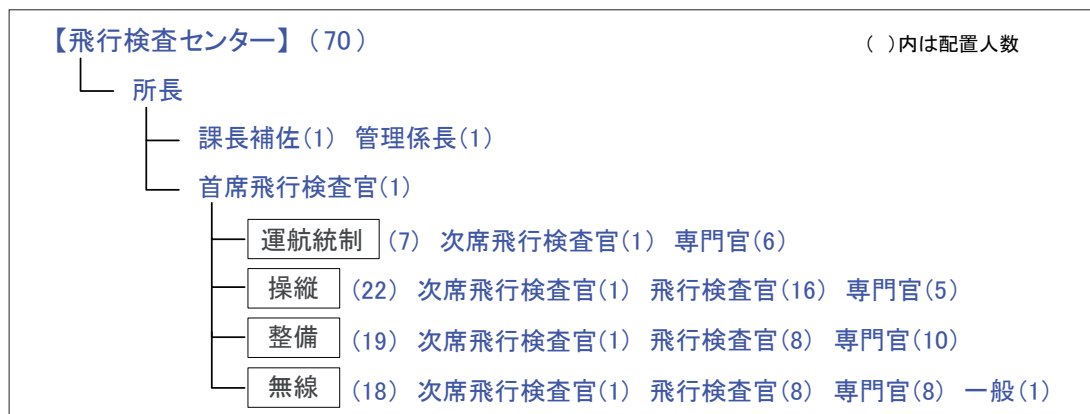 【飛行検査センター】（70）
（ ）内は配置人数
所長
課長補佐(1) 管理係長(1)
首席飛行検査官(1)
運航統制 (7) 次席飛行検査官(1) 専門官(6)
操縦 (22) 次席飛行検査官(1) 飛行検査官(16) 専門官(5)
整備 (19) 次席飛行検査官(1) 飛行検査官(8) 専門官(10)
無線 (18) 次席飛行検査官(1) 飛行検査官(8) 専門官(8) 一般(1)